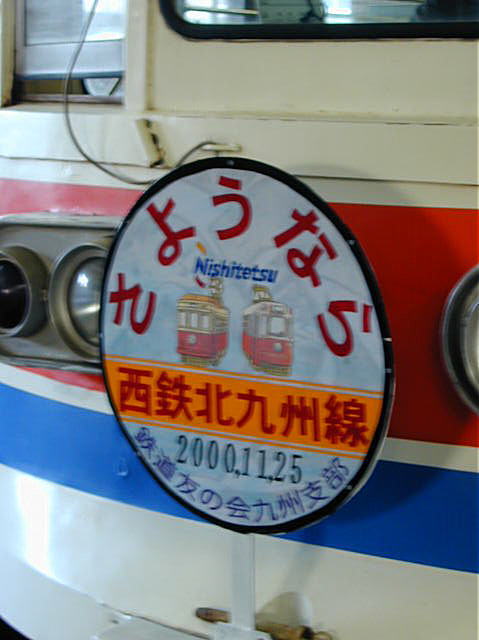 さようなら
Nishitetsu
西鉄北九州線
2000,11,25
鉄道友の会九州支部